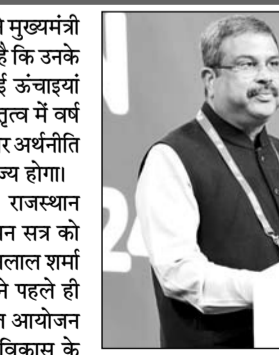 मुख्यमंत्री
है कि उनके
ई ऊंचाइयां
तृत्व में वर्ष
र अर्थनीति
ज्य होगा।
राजस्थान
न सत्र को
लाल शर्मा
ने पहले ही
आयोजन
विकास के